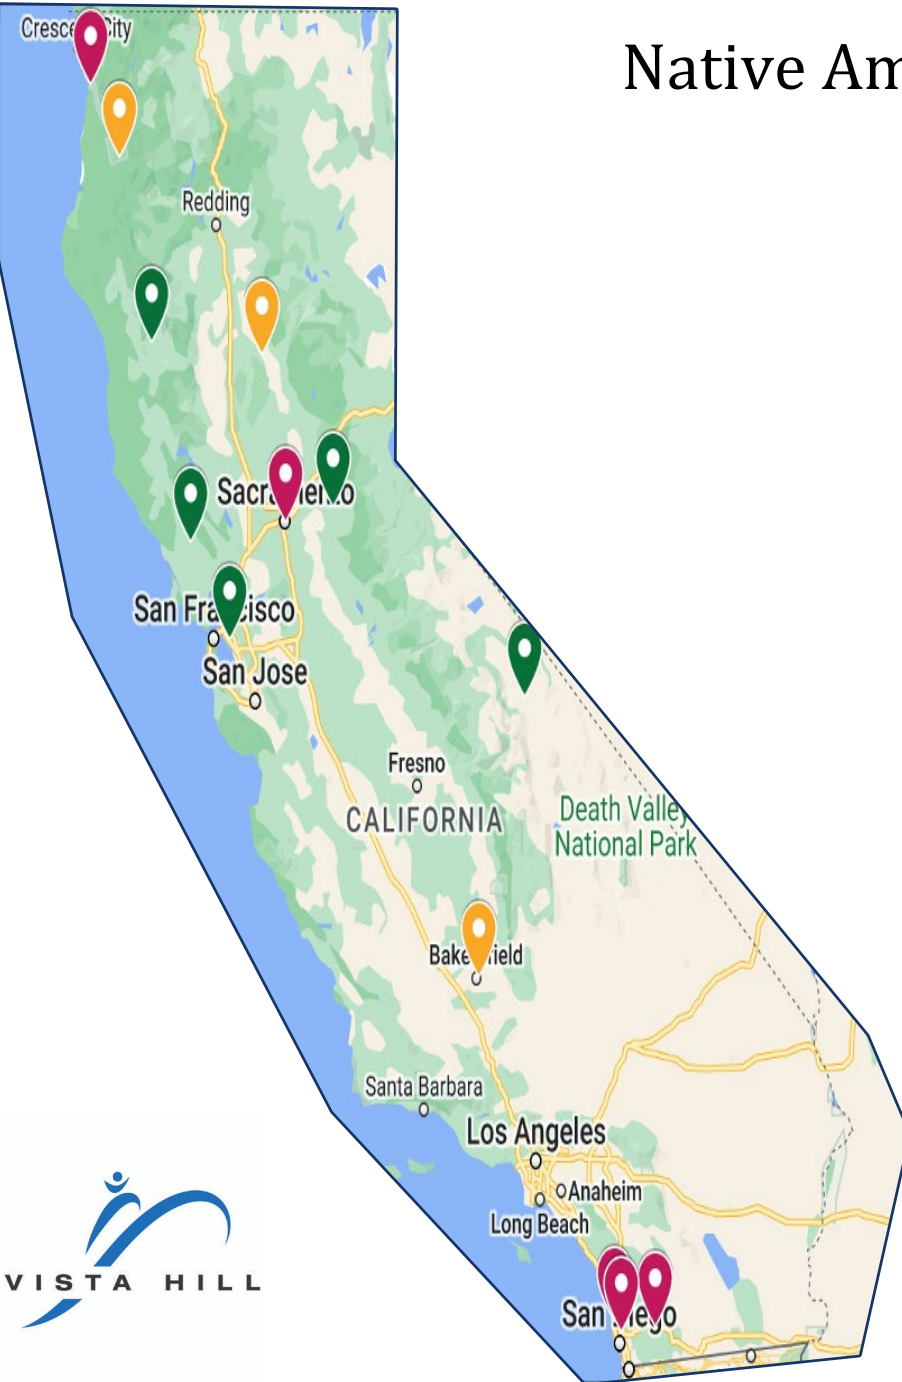 Native Am
Redding
San Jose
Fresno
CALIFORNIA
Death Valley
National Park
Santa Barbara
Los Angeles
Anaheim
Long Beach
San
VISTA HILL